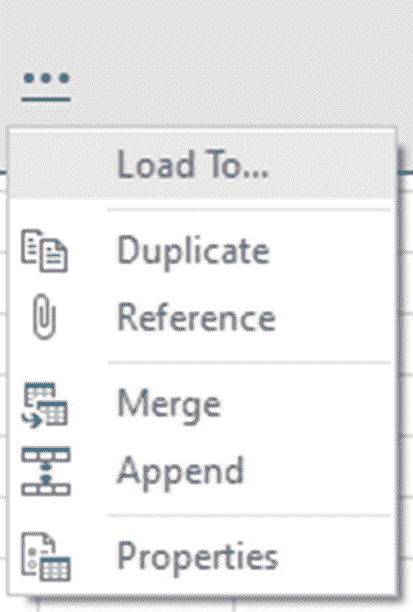 Load To...
Duplicate
Reference
Merge
Append
Properties